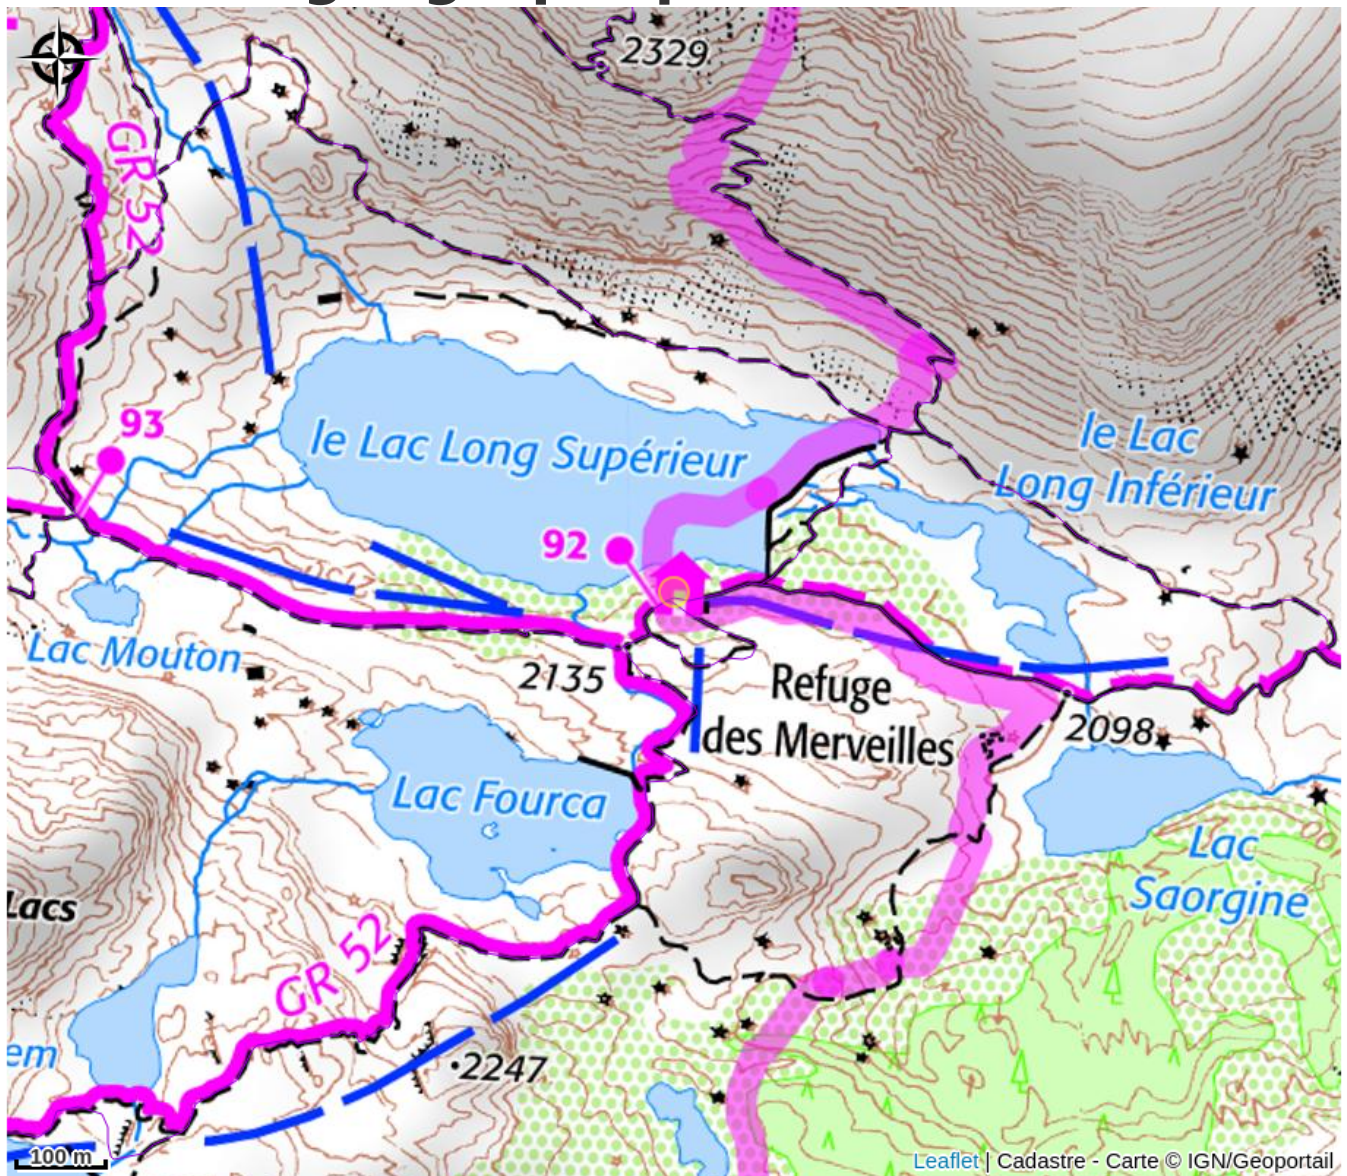 2329
GR 52
93
le Lac Long Supérieur
le Lac
Long Inférieur
92
Lac Mouton
2135
Refuge
des Merveilles
2098
Lac Fourca
Lac
Saorgine
Lacs
GR 52
em
2247
100 m
Leaflet | Cadastre - Carte © IGN/Geoportail